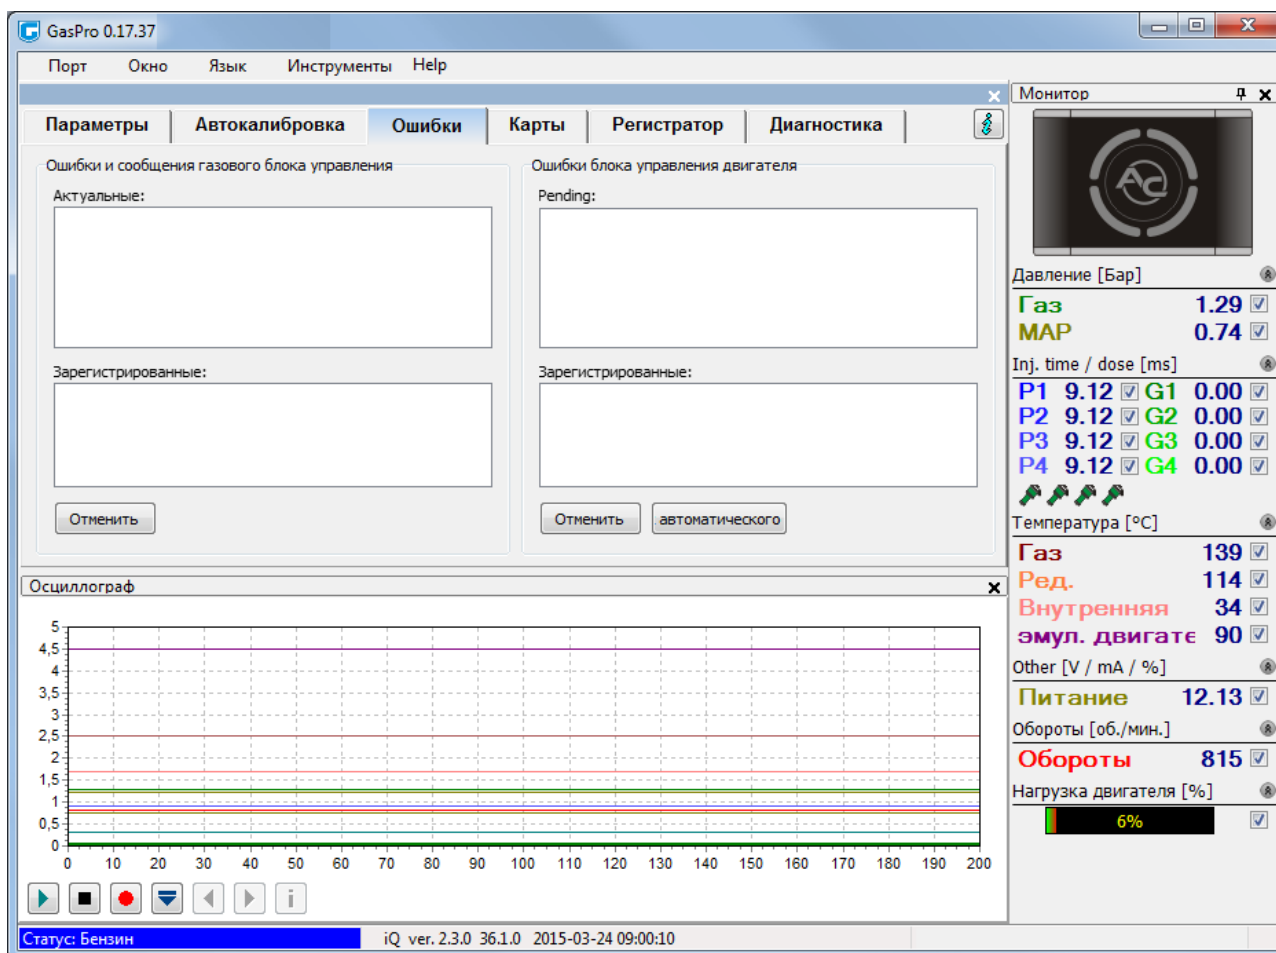 GasPro 0.17.37
Порт Окно Язык Инструменты Help
Параметры Автокалибровка Ошибки Карты Регистратор Диагностика
Ошибки и сообщения газового блока управления
Актуальные:
Зарегистрированные:
Отменить
Ошибки блока управления двигателя
Pending:
Зарегистрированные:
Отменить автоматического
Осциллограф
5
4,5
4
3,5
3
2,5
2
1,5
1
0,5
0
0 10 20 30 40 50 60 70 80 90 100 110 120 130 140 150 160 170 180 190 200
Монитор
AC
Давление [Бар]
Газ 1.29
MAP 0.74
Inj. time / dose [ms]
P1 9.12 G1 0.00
P2 9.12 G2 0.00
P3 9.12 G3 0.00
P4 9.12 G4 0.00
Температура [°C]
Газ 139
Ред. 114
Внутренняя 34
эмул. двигате 90
Other [V / mA / %]
Питание 12.13
Обороты [об./мин.]
Обороты 815
Нагрузка двигателя [%]
6%
Статус: Бензин iQ ver. 2.3.0 36.1.0 2015-03-24 09:00:10